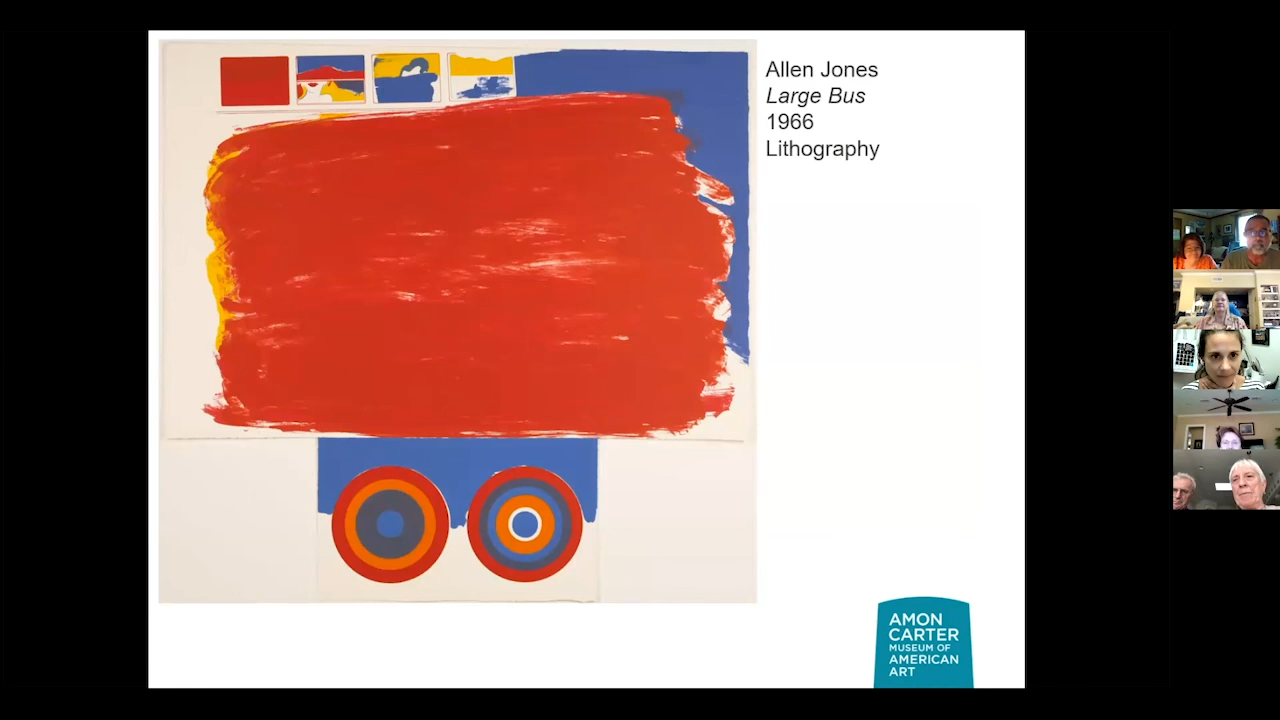 Allen Jones
Large Bus
1966
Lithography
AMON
CARTER
MUSEUM OF
AMERICAN
ART